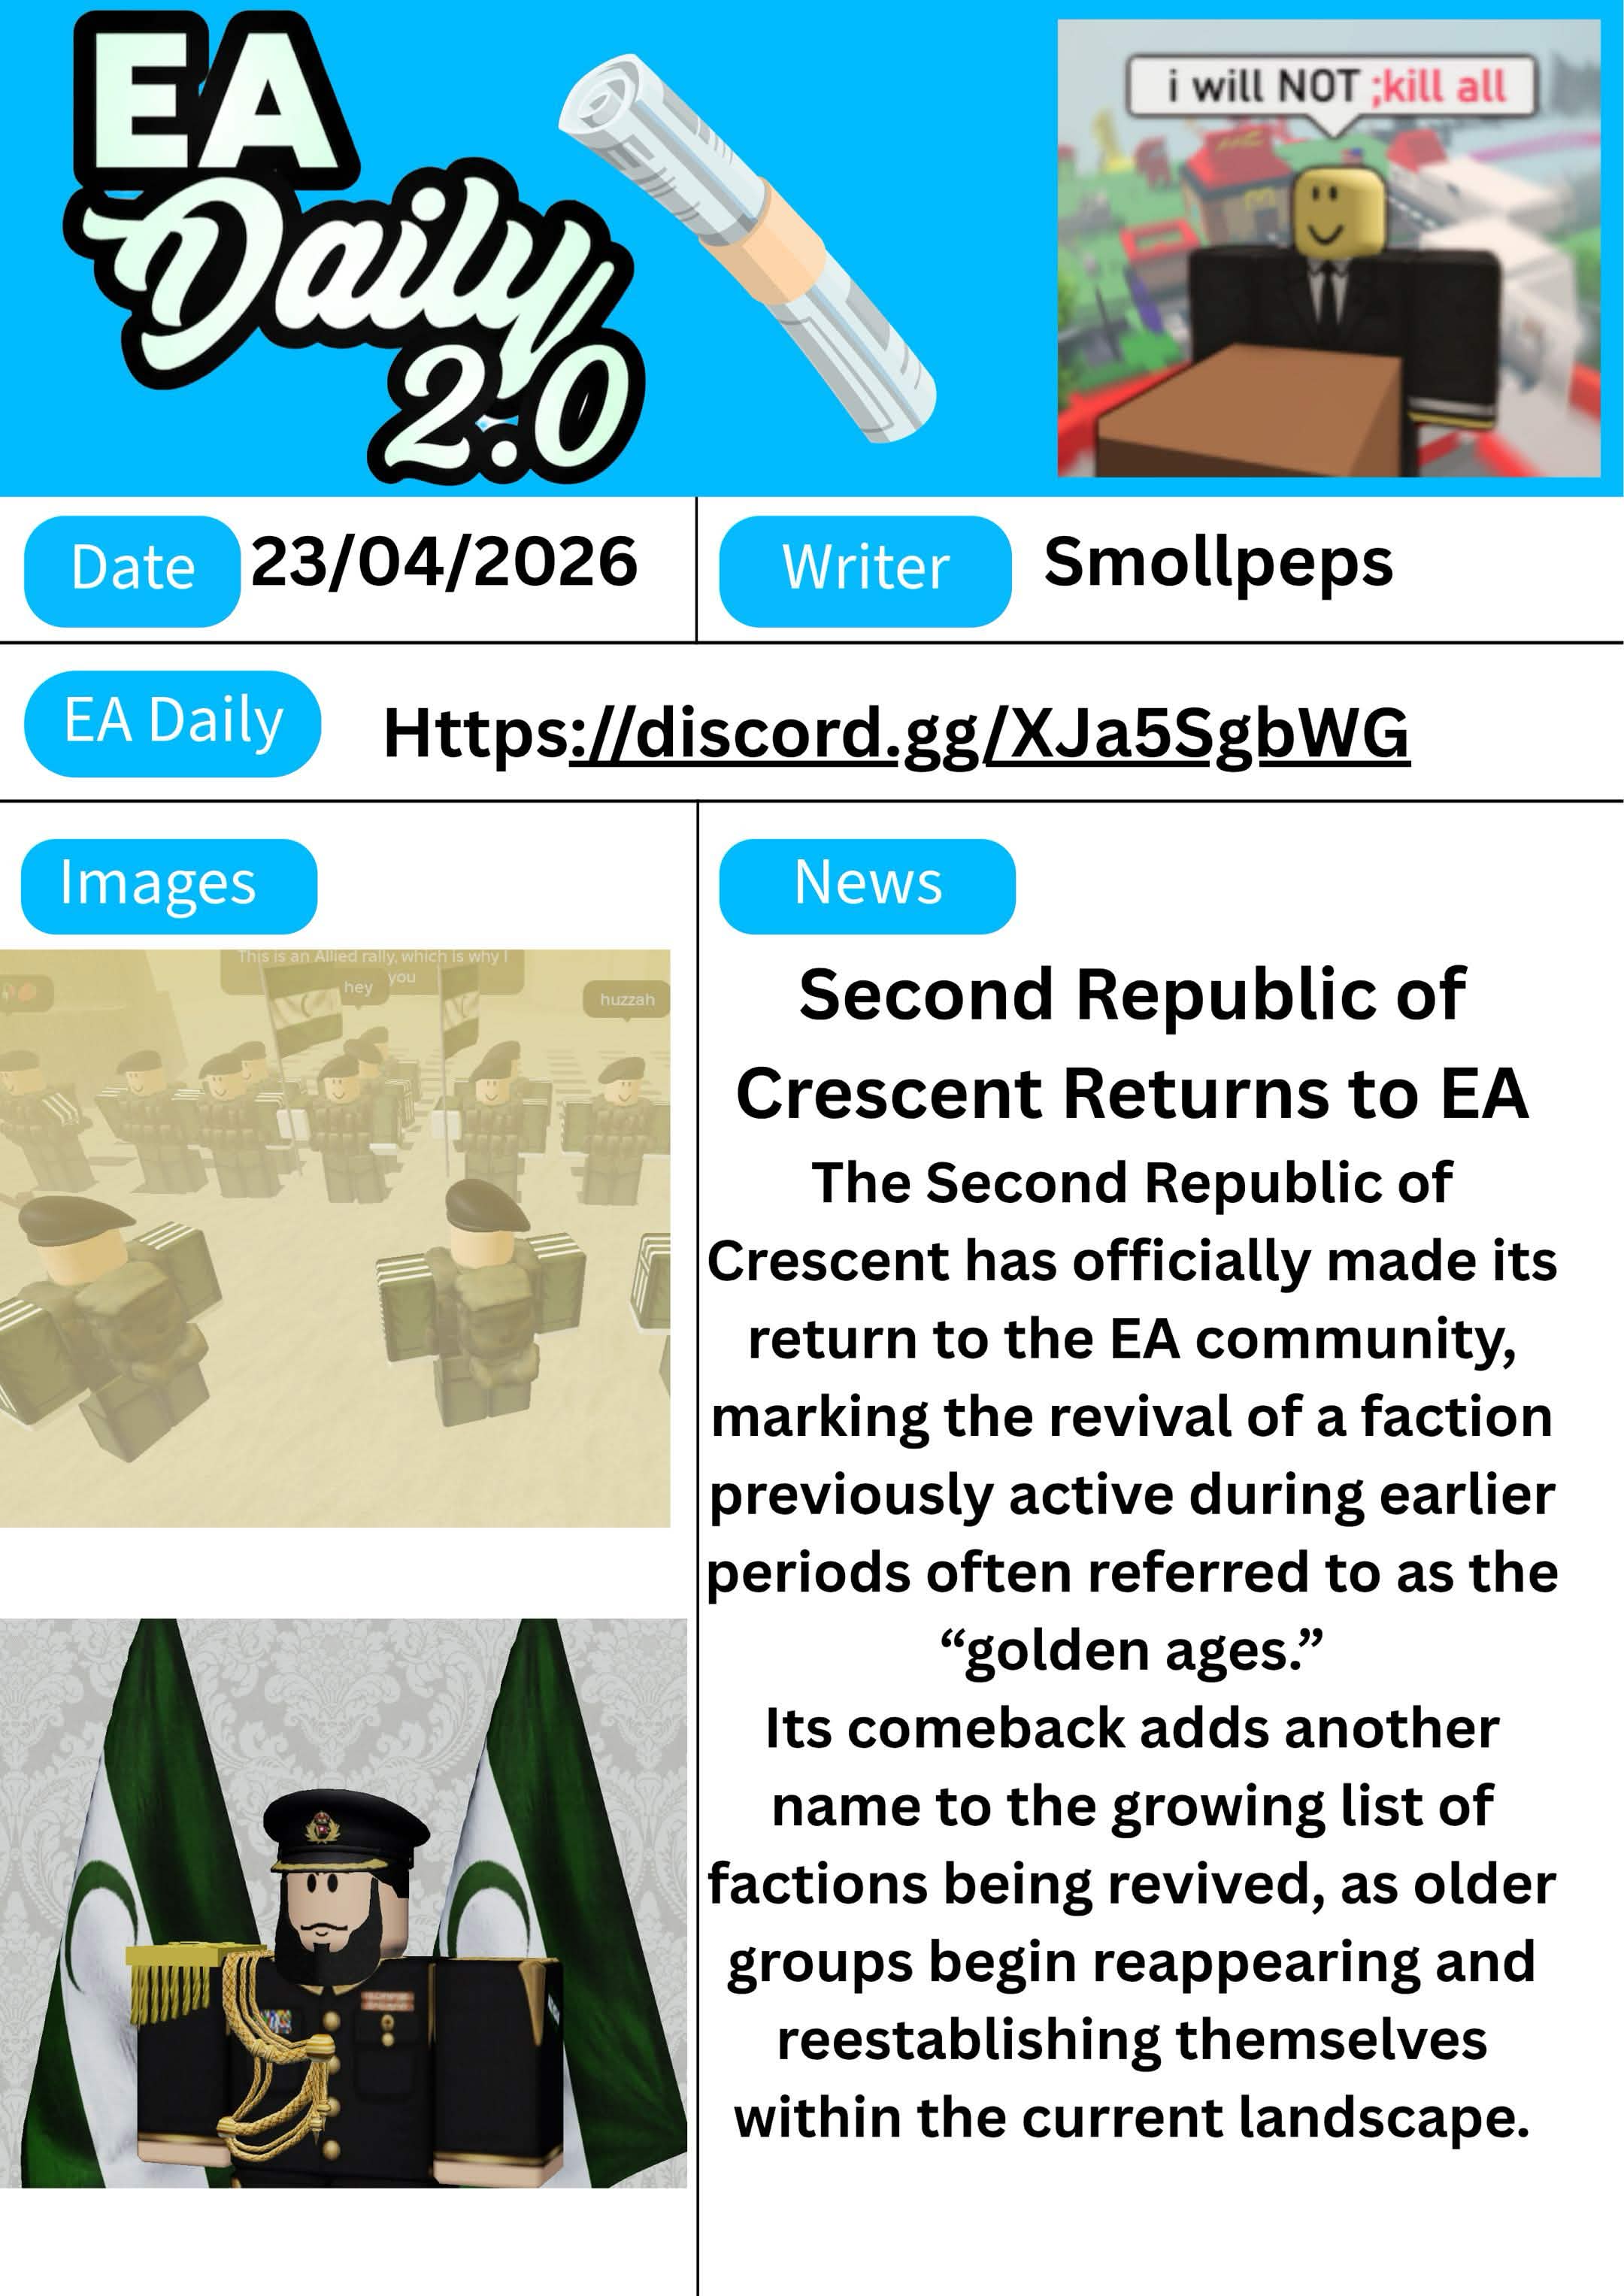 EA
Daily
2.0
i will NOT ;kill all
Date
23/04/2026
Writer
Smollpeps
EA Daily
Https://discord.gg/XJa5SgbWG
Images
This is an Allied rally, which is why I
you
hey
huzzah
News
Second Republic of
Crescent Returns to EA
The Second Republic of
Crescent has officially made its
return to the EA community,
marking the revival of a faction
previously active during earlier
periods often referred to as the
“golden ages.”
Its comeback adds another
name to the growing list of
factions being revived, as older
groups begin reappearing and
reestablishing themselves
within the current landscape.